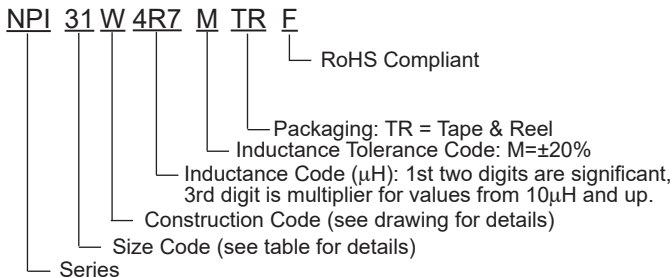 NPI 31 W 4R7 M TR F
RoHS Compliant
Packaging: TR = Tape & Reel
Inductance Tolerance Code: M=±20%
Inductance Code (μH): 1st two digits are significant,
3rd digit is multiplier for values from 10μH and up.
Construction Code (see drawing for details)
Size Code (see table for details)
Series